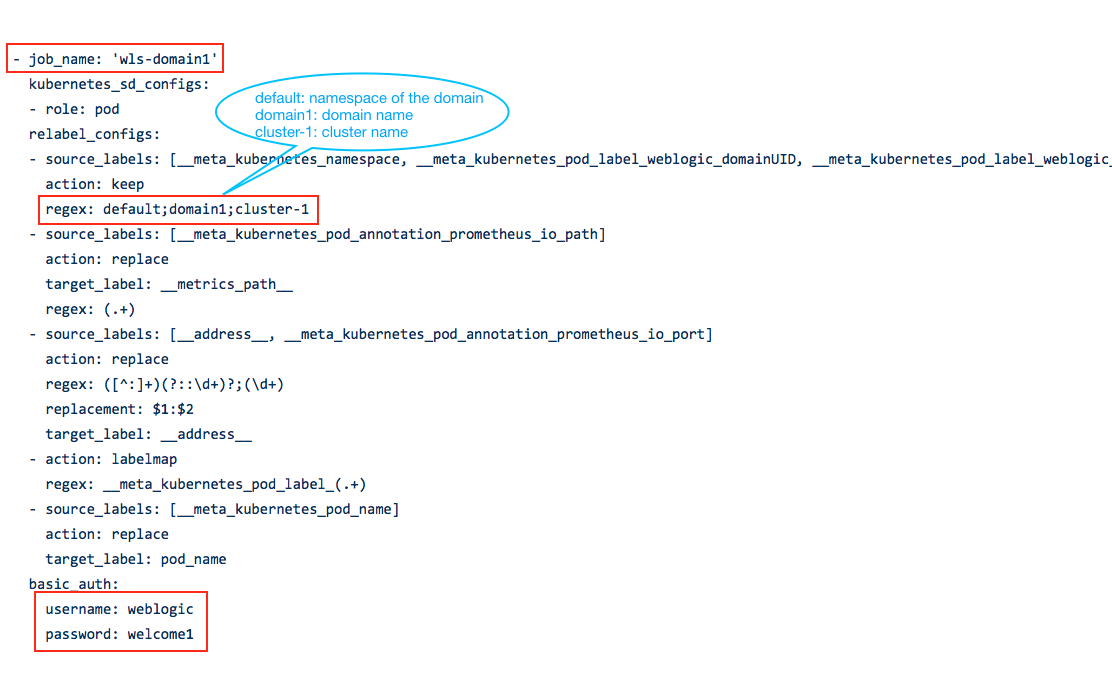 - job_name: 'wls-domain1'
kubernetes_sd_configs:
- role: pod
default: namespace of the domain
domain1: domain name
cluster-1: cluster name
relabel_configs:
- source_labels: [__meta_kubernetes_namespace, __meta_kubernetes_pod_label_weblogic_domainUID, __meta_kubernetes_pod_label_weblogic_
action: keep
regex: default;domain1;cluster-1
- source_labels: [__meta_kubernetes_pod_annotation_prometheus_io_path]
action: replace
target_label: __metrics_path__
regex: (.+)
- source_labels: [__address__, __meta_kubernetes_pod_annotation_prometheus_io_port]
action: replace
regex: ([^:]+)(?::\d+)?;(\d+)
replacement: $1:$2
target_label: __address__
- action: labelmap
regex: __meta_kubernetes_pod_label_(.+)
- source_labels: [__meta_kubernetes_pod_name]
action: replace
target_label: pod_name
basic_auth:
username: weblogic
password: welcome1